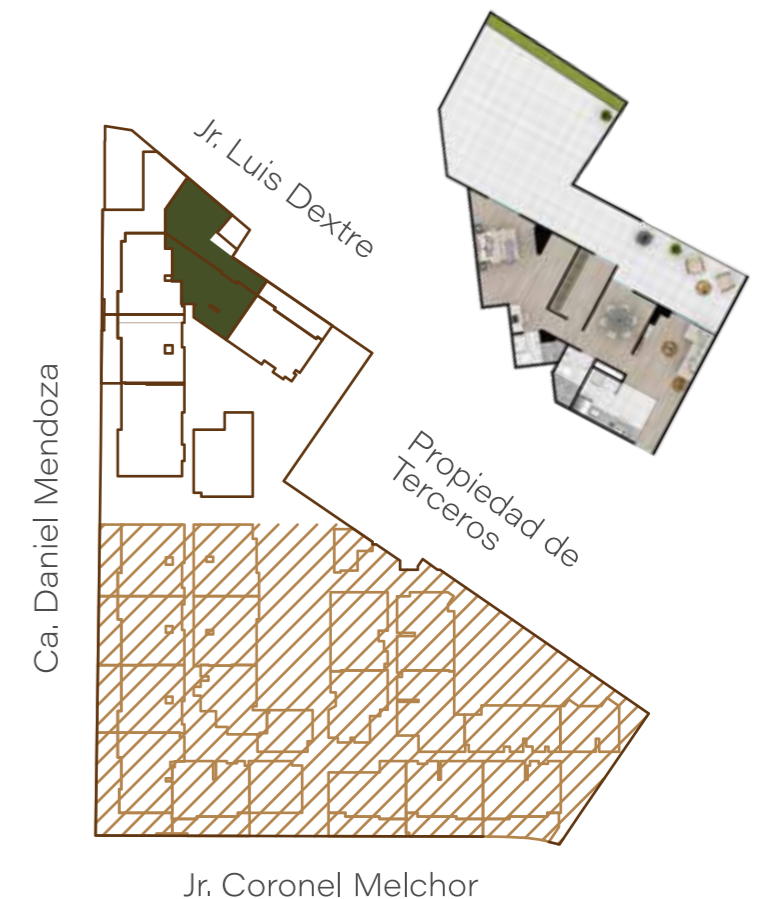 Jr. Luis Dextre
Propiedad de
Terceros
Ca. Daniel Mendoza
Jr. Coronel Melchor